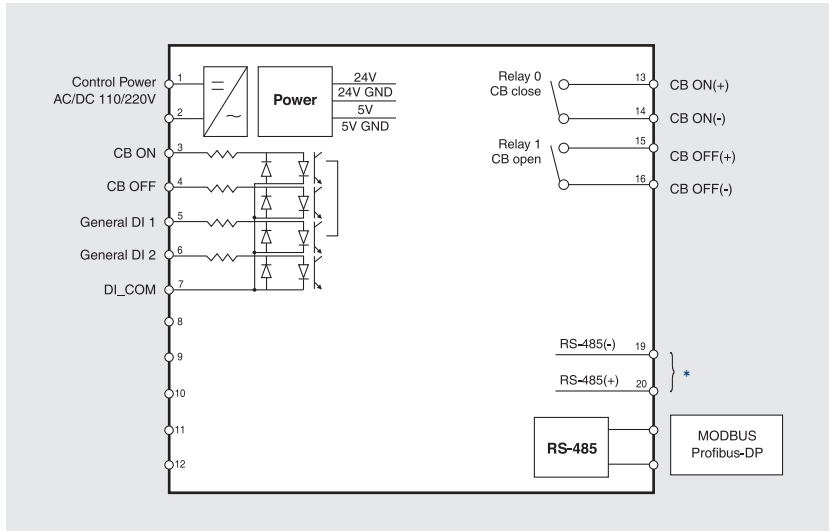 Control Power
AC/DC 110/220V
1
2
Power
24V
24V GND
5V
5V GND
CB ON
3
CB OFF
4
General DI 1
5
General DI 2
6
DI_COM
7
8
9
10
11
12
Relay 0
CB close
13
CB ON(+)
14
CB ON(-)
Relay 1
CB open
15
CB OFF(+)
16
CB OFF(-)
RS-485(-)
19
RS-485(+)
20
*
RS-485
MODBUS
Profibus-DP